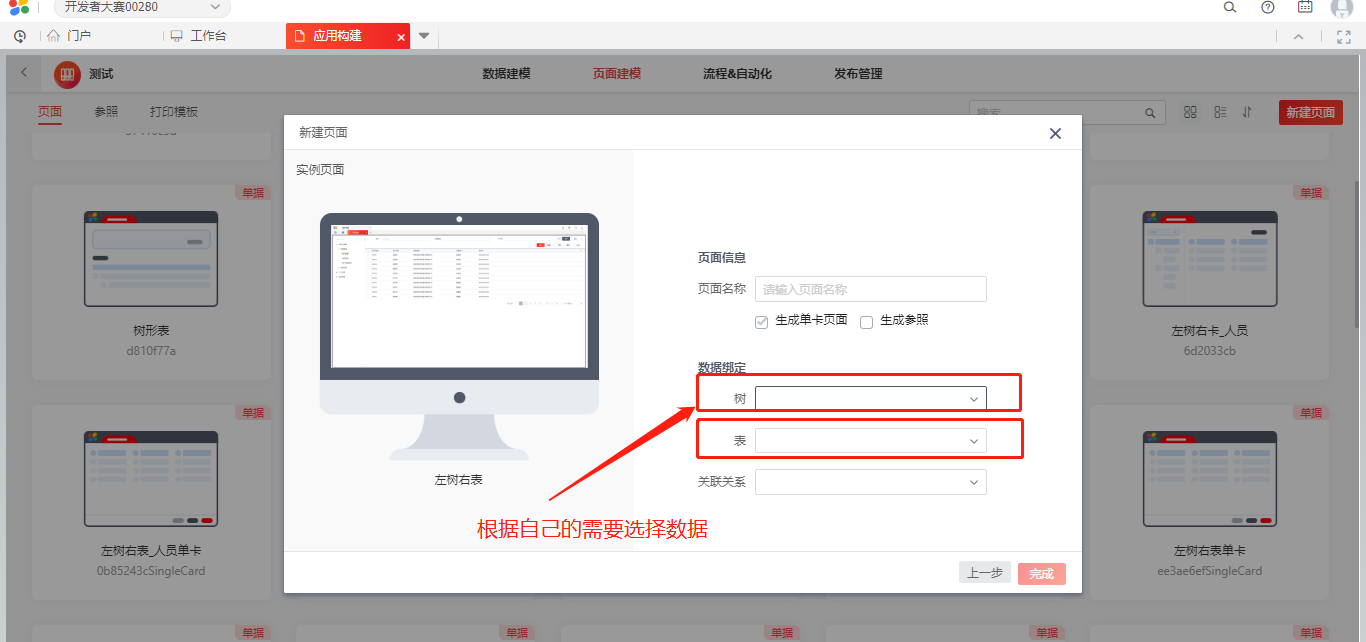 开发者大赛00280
门户
工作台
应用构建
测试
数据建模
页面建模
流程&自动化
发布管理
页面
参照
打印模板
搜索
新建页面
新建页面
实例页面
单据
单据
树形表
d810f77a
左树右卡_人员
6d2033cb
页面信息
页面名称
请输入页面名称
生成单卡页面
生成参照
数据绑定
树
表
关联关系
左树右表
根据自己的需要选择数据
单据
单据
左树右表_人员单卡
0b85243cSingleCard
左树右表单卡
ee3ae6efSingleCard
上一步
完成
单据
单据
单据
单据
单据